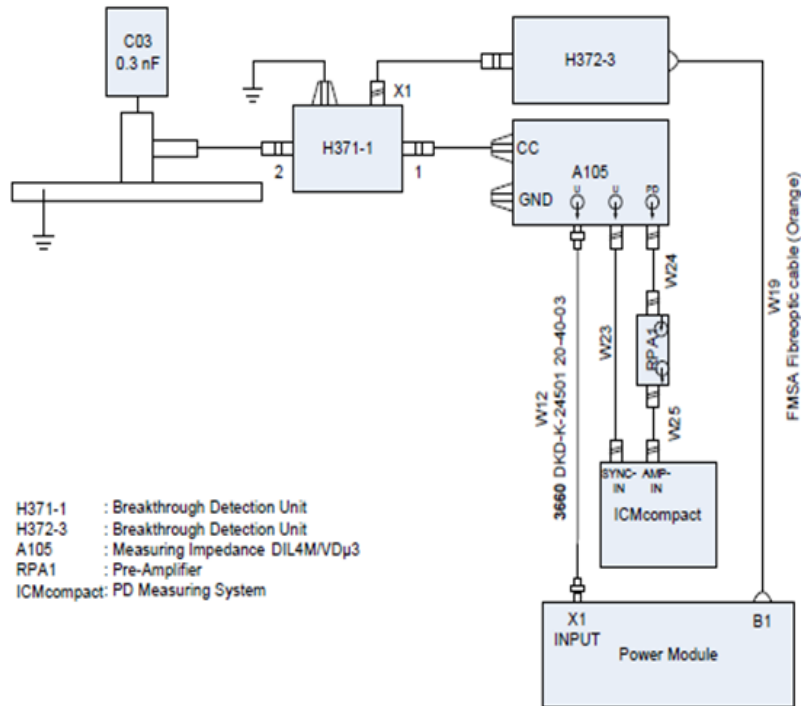 C03
0.3 nF
H372-3
X1
H371-1
2
1
CC
A105
GND
U
U
PD
W24
W23
RPA1
W25
W12
3660 DKD-K-24501 20-40-03
W19
FMSA Fibreoptic cable (Orange)
SYNC-IN
AMP-IN
ICMcompact
H371-1 : Breakthrough Detection Unit
H372-3 : Breakthrough Detection Unit
A105 : Measuring Impedance DIL4M/VDμ3
RPA1 : Pre-Amplifier
ICMcompact: PD Measuring System
X1
INPUT
B1
Power Module